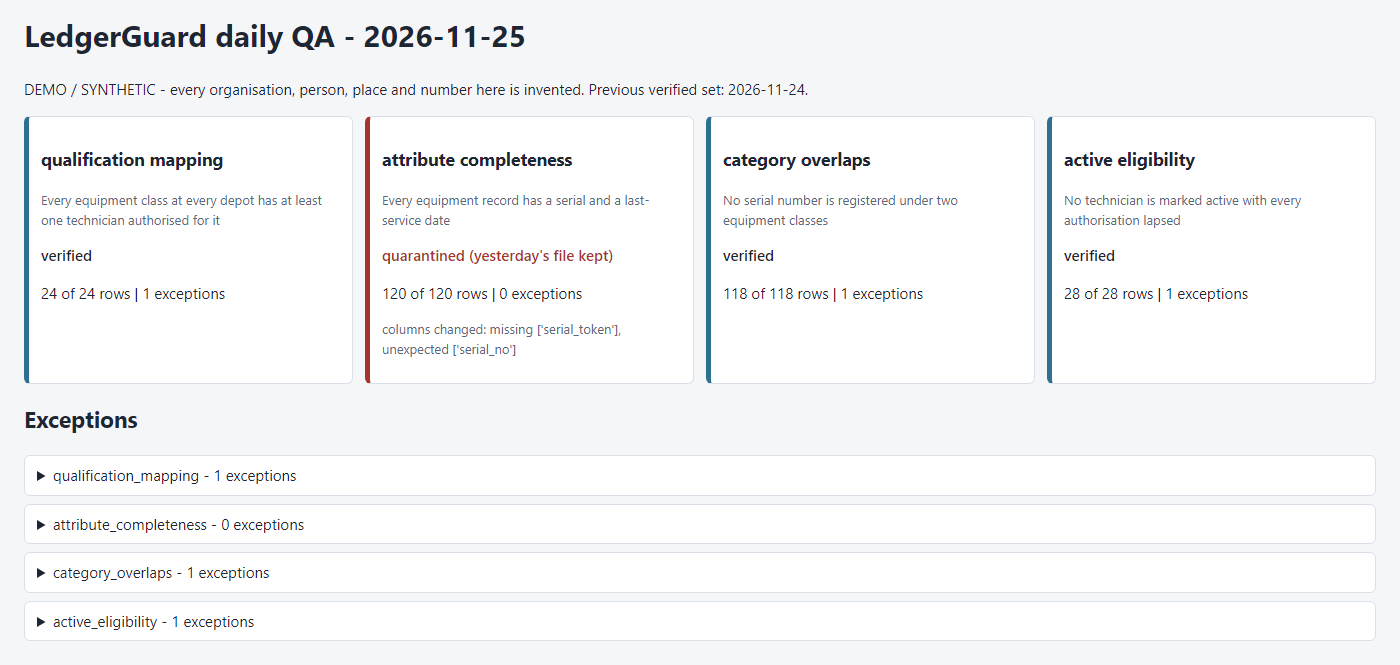 LedgerGuard daily QA - 2026-11-25
DEMO / SYNTHETIC - every organisation, person, place and number here is invented. Previous verified set: 2026-11-24.
qualification mapping
Every equipment class at every depot has at least
one technician authorised for it
verified
24 of 24 rows | 1 exceptions
attribute completeness
Every equipment record has a serial and a last-
service date
quarantined (yesterday's file kept)
120 of 120 rows | 0 exceptions
columns changed: missing ['serial_token'],
unexpected ['serial_no']
category overlaps
No serial number is registered under two
equipment classes
verified
118 of 118 rows | 1 exceptions
active eligibility
No technician is marked active with every
authorisation lapsed
verified
28 of 28 rows | 1 exceptions
Exceptions
qualification_mapping - 1 exceptions
attribute_completeness - 0 exceptions
category_overlaps - 1 exceptions
active_eligibility - 1 exceptions